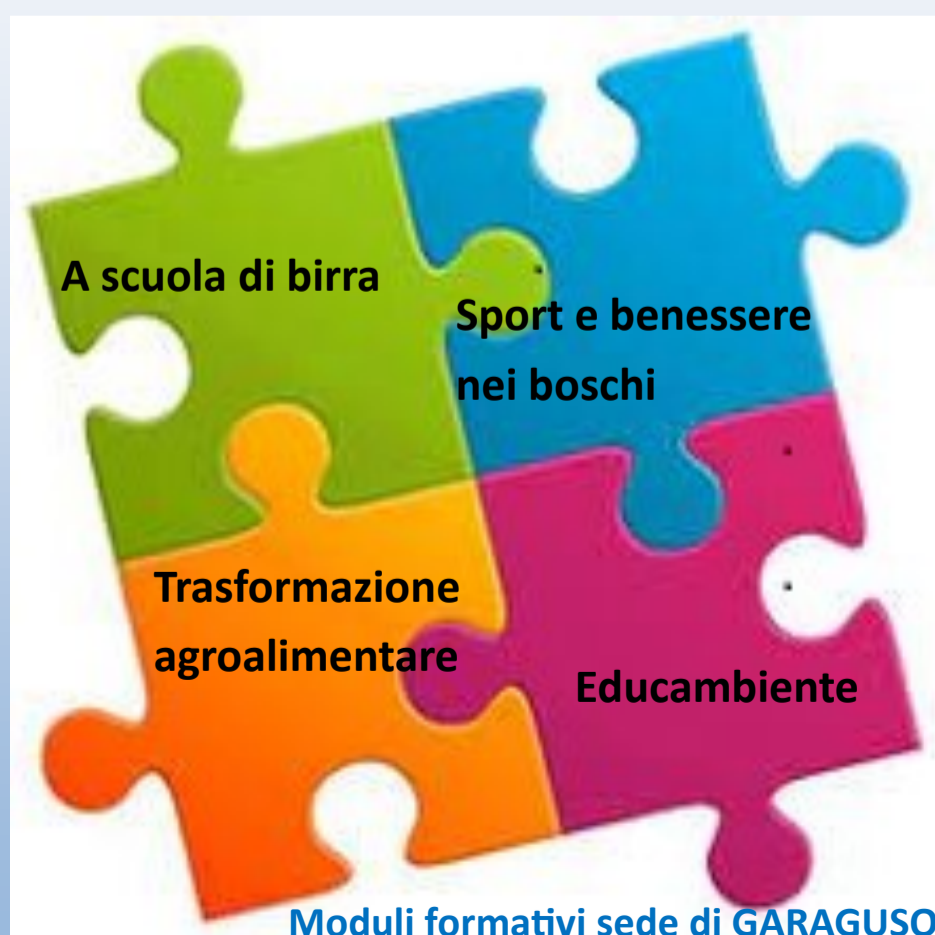 A scuola di birra
Sport e benessere
nei boschi
Trasformazione
agroalimentare
Educambiente
Moduli formativi sede di GARAGUSO